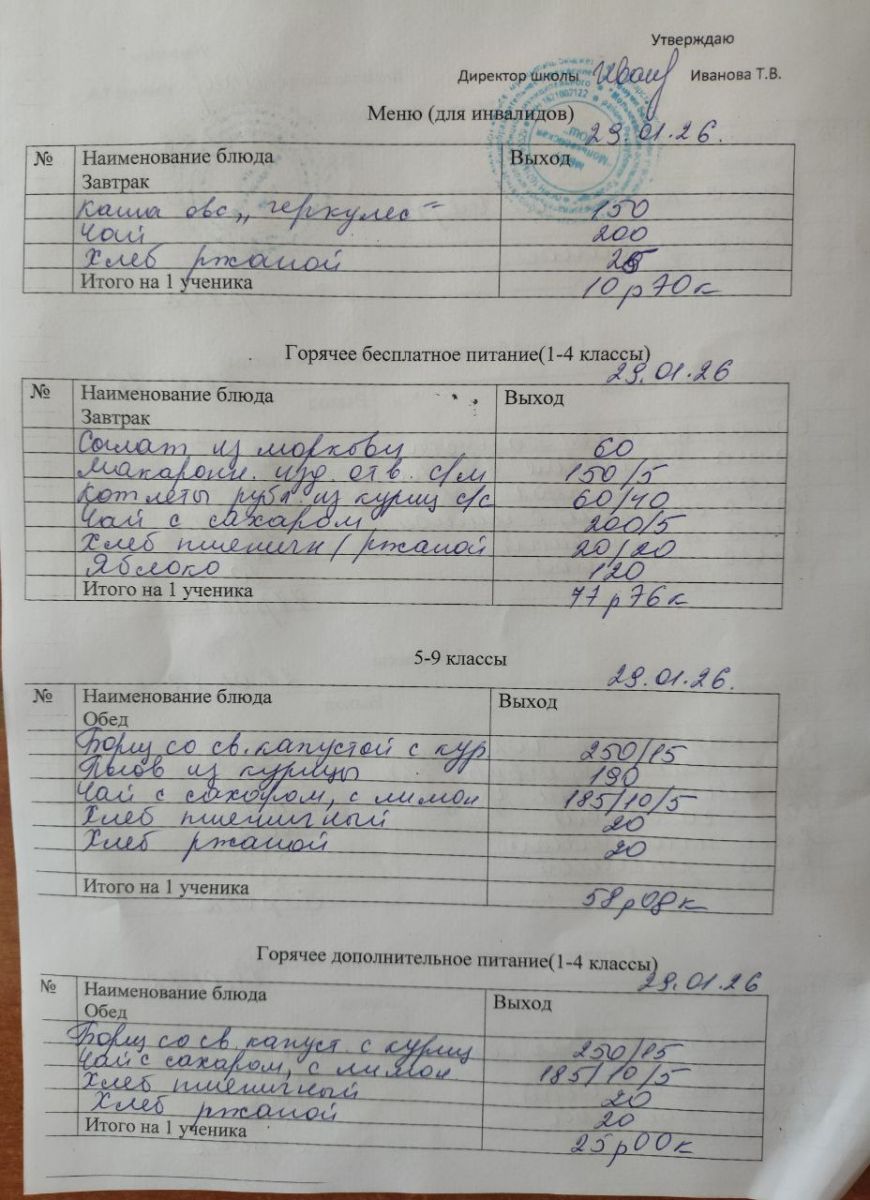 Утверждаю
Директор школы Иванова Т.В.
Меню (для инвалидов)
29.01.26.
№ Наименование блюда Выход
Завтрак
Каша овс „геркулес" 150
Чай 200
Хлеб ржаной 25
Итого на 1 ученика 10р70к
Горячее бесплатное питание(1-4 классы)
29.01.26
№ Наименование блюда Выход
Завтрак
Салат из моркови 60
Макаронн. изд. отв. с/м 150/5
Котлеты рубл. из куриц с/с 60/40
Чай с сахаром 200/5
Хлеб пшеничн/ржаной 20/20
Яблоко 120
Итого на 1 ученика 77р76к
5-9 классы
29.01.26.
№ Наименование блюда Выход
Обед
Борщ со св.капустой с кур 250/15
Плов из курицы 190
Чай с сахаром, с лимон 185/10/5
Хлеб пшеничный 20
Хлеб ржаной 20
Итого на 1 ученика 58р08к
Горячее дополнительное питание(1-4 классы)
29.01.26
№ Наименование блюда Выход
Обед
Борщ со св.капуст. с куриц 250/15
Чай с сахаром, с лимон 185/10/5
Хлеб пшеничный 20
Хлеб ржаной 20
Итого на 1 ученика 25р00к